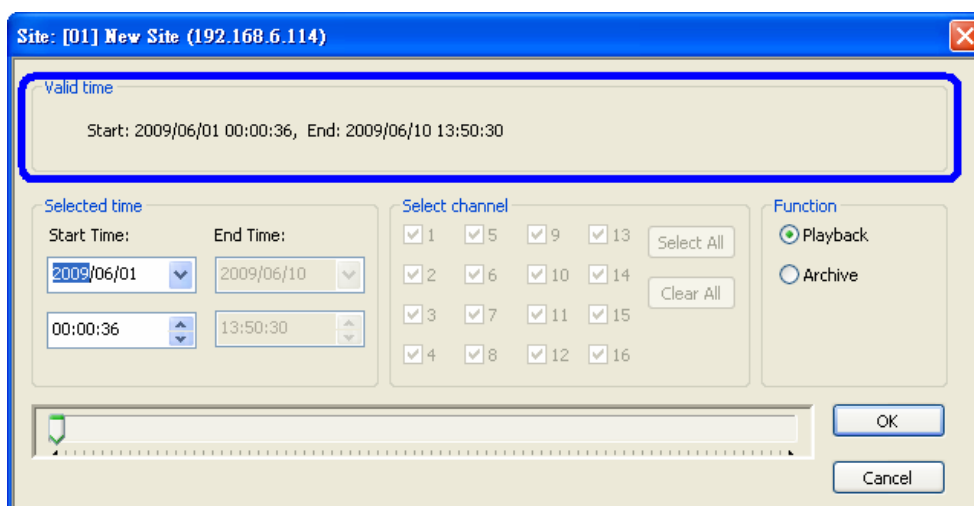 Site: [01] New Site (192.168.6.114)
Valid time
Start: 2009/06/01 00:00:36, End: 2009/06/10 13:50:30
Selected time
Start Time: End Time:
2009/06/01 2009/06/10
00:00:36 13:50:30
Select channel
1 5 9 13 Select All
2 6 10 14 Clear All
3 7 11 15
4 8 12 16
Function
Playback
Archive
OK
Cancel